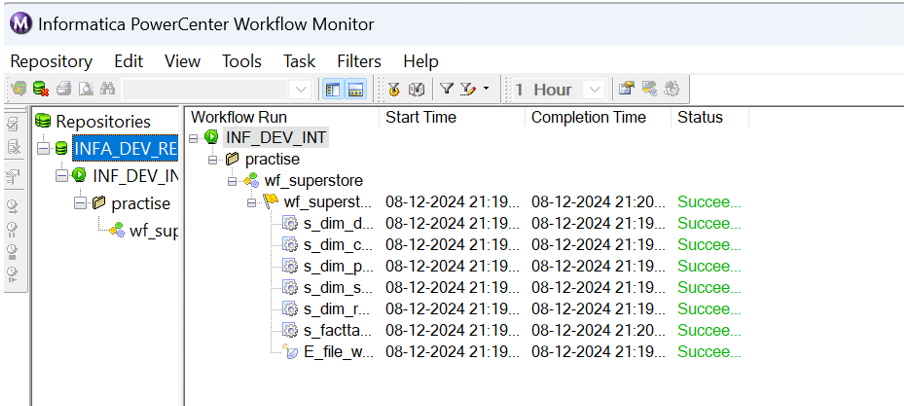 Informatica PowerCenter Workflow Monitor
Repository Edit View Tools Task Filters Help
1 Hour
Repositories
INFA_DEV_RE
INF_DEV_IN
practise
wf_sup
Workflow Run Start Time Completion Time Status
INF_DEV_INT
practise
wf_superstore
wf_superst... 08-12-2024 21:19... 08-12-2024 21:20... Succee...
s_dim_d... 08-12-2024 21:19... 08-12-2024 21:19... Succee...
s_dim_c... 08-12-2024 21:19... 08-12-2024 21:19... Succee...
s_dim_p... 08-12-2024 21:19... 08-12-2024 21:19... Succee...
s_dim_s... 08-12-2024 21:19... 08-12-2024 21:19... Succee...
s_dim_r... 08-12-2024 21:19... 08-12-2024 21:19... Succee...
s_factta... 08-12-2024 21:19... 08-12-2024 21:20... Succee...
E_file_w... 08-12-2024 21:19... 08-12-2024 21:19... Succee...